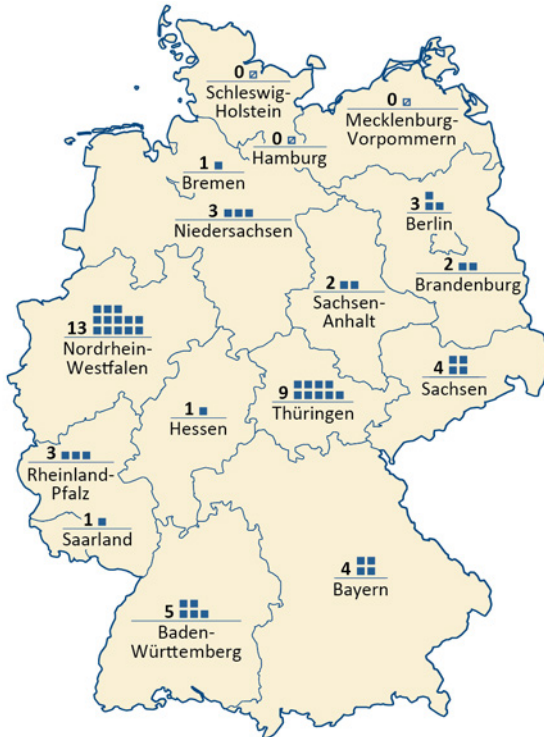 0
Schleswig-
Holstein
0
Mecklenburg-
Vorpommern
0
Hamburg
1
Bremen
3
Niedersachsen
3
Berlin
2
Brandenburg
2
Sachsen-
Anhalt
13
Nordrhein-
Westfalen
4
Sachsen
9
Thüringen
1
Hessen
3
Rheinland-
Pfalz
1
Saarland
4
Bayern
5
Baden-
Württemberg